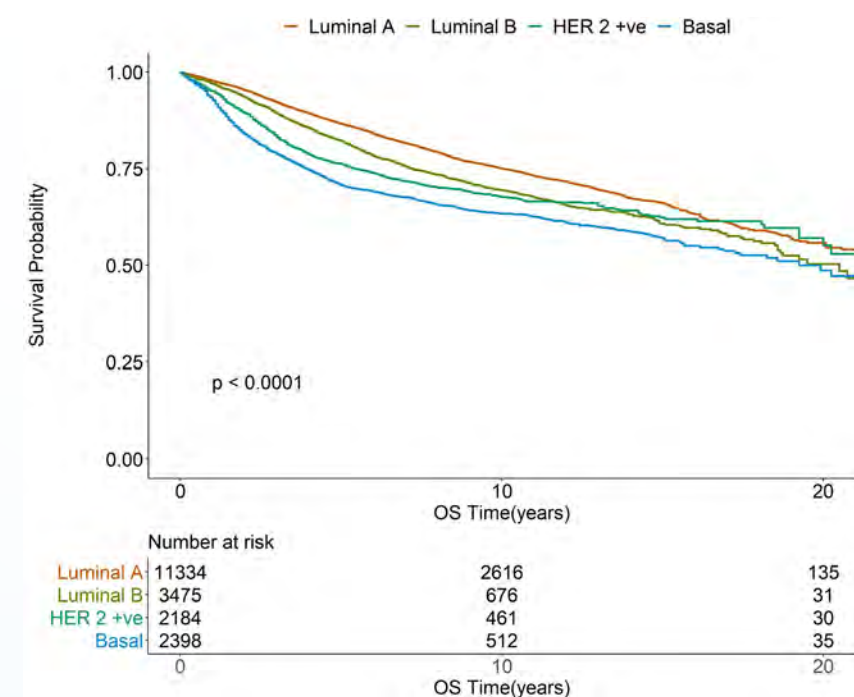 Luminal A Luminal B HER 2 +ve Basal
1.00
0.75
0.50
0.25
0.00
Survival Probability
p < 0.0001
0 10 20
OS Time(years)
Number at risk
Luminal A 11334 2616 135
Luminal B 3475 676 31
HER 2 +ve 2184 461 30
Basal 2398 512 35
0 10 20
OS Time(years)